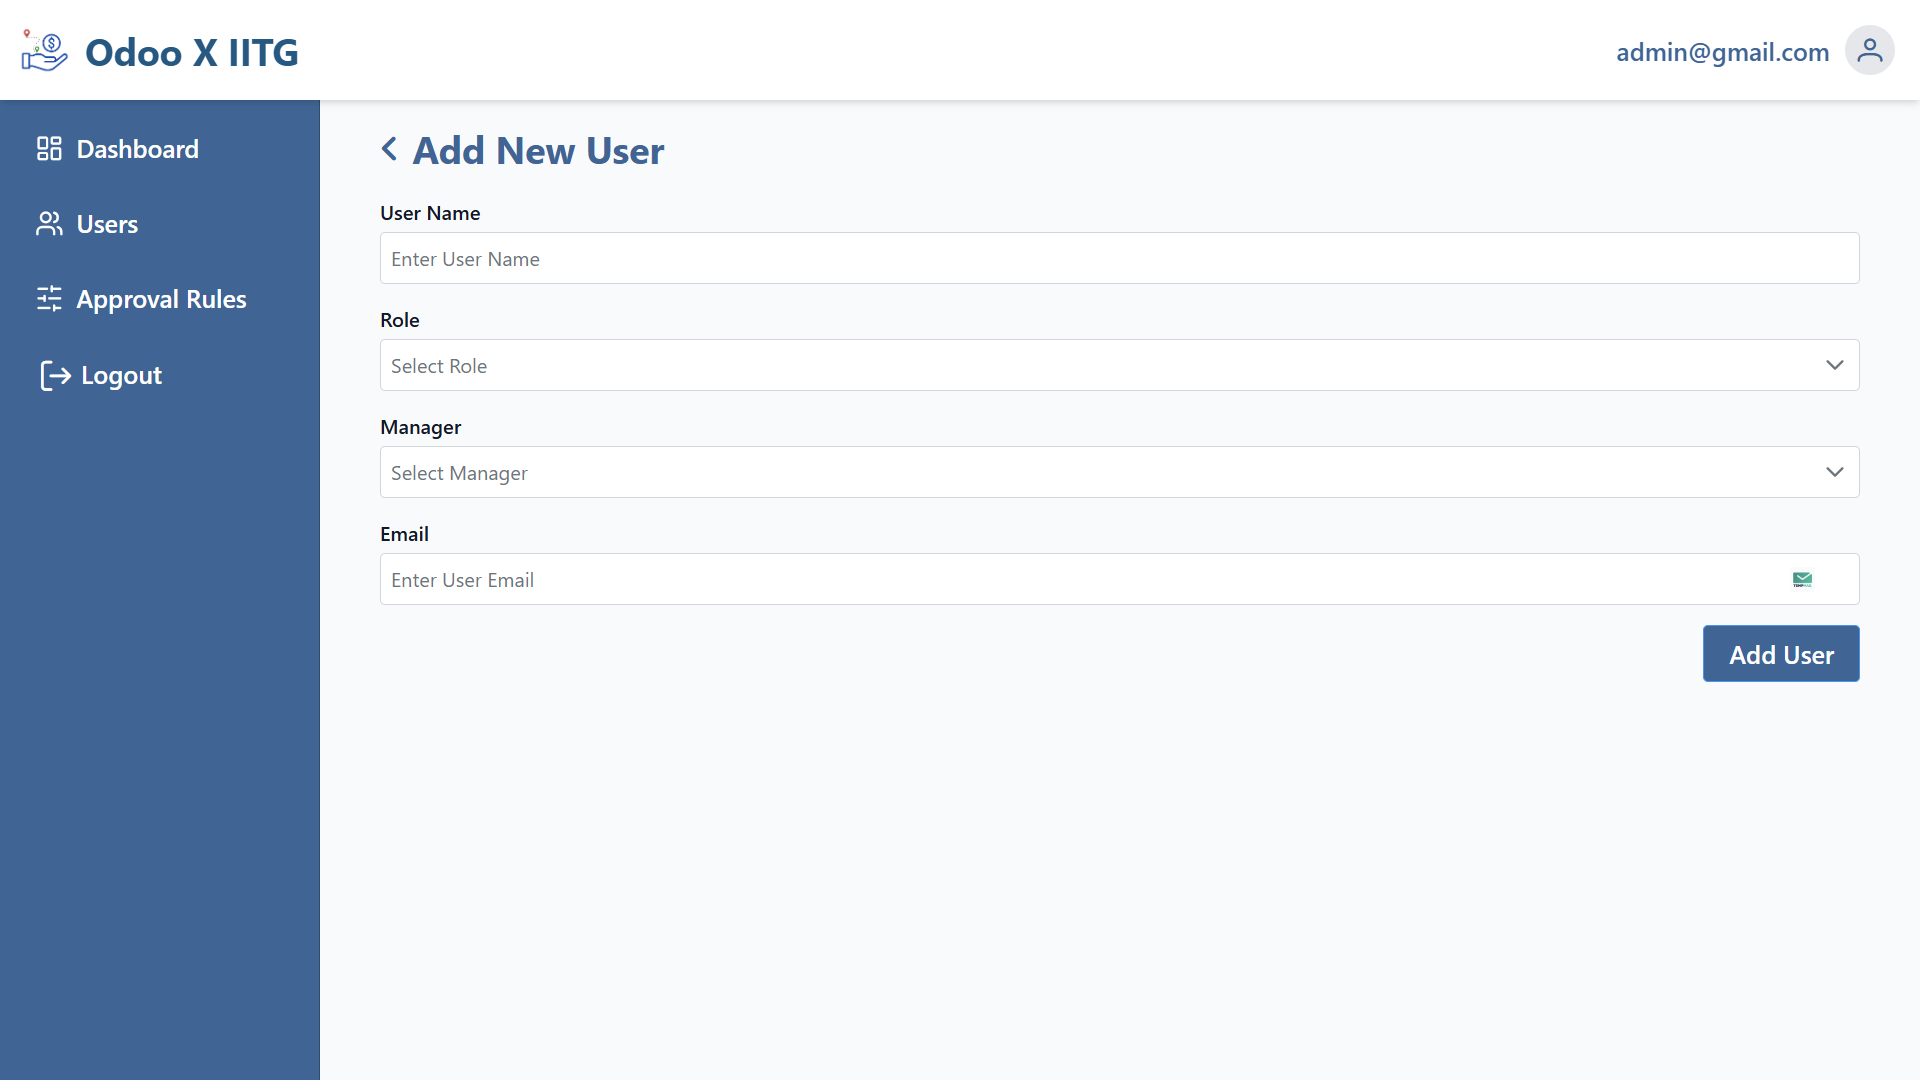 Odoo X IITG
admin@gmail.com
Dashboard
Users
Approval Rules
Logout
Add New User
User Name
Enter User Name
Role
Select Role
Manager
Select Manager
Email
Enter User Email
Add User